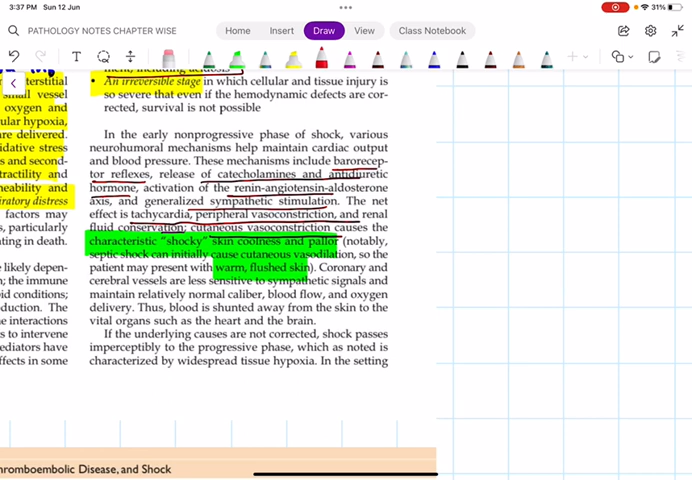 3:37 PM Sun 12 Jun
31%
PATHOLOGY NOTES CHAPTER WISE
Home
Insert
Draw
View
Class Notebook
T
ment, including acidosis
• An irreversible stage in which cellular and tissue injury is
so severe that even if the hemodynamic defects are cor-
rected, survival is not possible
In the early nonprogressive phase of shock, various
neurohumoral mechanisms help maintain cardiac output
and blood pressure. These mechanisms include barorecep-
tor reflexes, release of catecholamines and antidiuretic
hormone, activation of the renin-angiotensin-aldosterone
axis, and generalized sympathetic stimulation. The net
effect is tachycardia, peripheral vasoconstriction, and renal
fluid conservation; cutaneous vasoconstriction causes the
characteristic "shocky" skin coolness and pallor (notably,
septic shock can initially cause cutaneous vasodilation, so the
patient may present with warm, flushed skin). Coronary and
cerebral vessels are less sensitive to sympathetic signals and
maintain relatively normal caliber, blood flow, and oxygen
delivery. Thus, blood is shunted away from the skin to the
vital organs such as the heart and the brain.
If the underlying causes are not corrected, shock passes
imperceptibly to the progressive phase, which as noted is
characterized by widespread tissue hypoxia. In the setting
terstitial
mall vessel
oxygen and
ular hypoxia,
re delivered.
idative stress
s and second-
tractility and
meability and
iratory distress
factors may
s, particularly
ting in death.
likely depen-
n; the immune
oid conditions;
duction. The
ne interactions
s to intervene
ediators have
ffects in some
hromboembolic Disease, and Shock